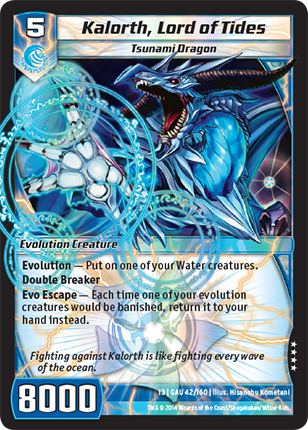 5
Kalorth, Lord of Tides
Tsunami Dragon
Evolution Creature
Evolution — Put on one of your Water creatures.
Double Breaker
Evo Escape — Each time one of your evolution
creatures would be banished, return it to your
hand instead.
Fighting against Kalorth is like fighting every wave
of the ocean.
8000
13 | GAU 42/160 | Illus. Hisanobu Kometani
TM & © 2014 Wizards of the Coast/Shogakukan/Mitsui-Kids.